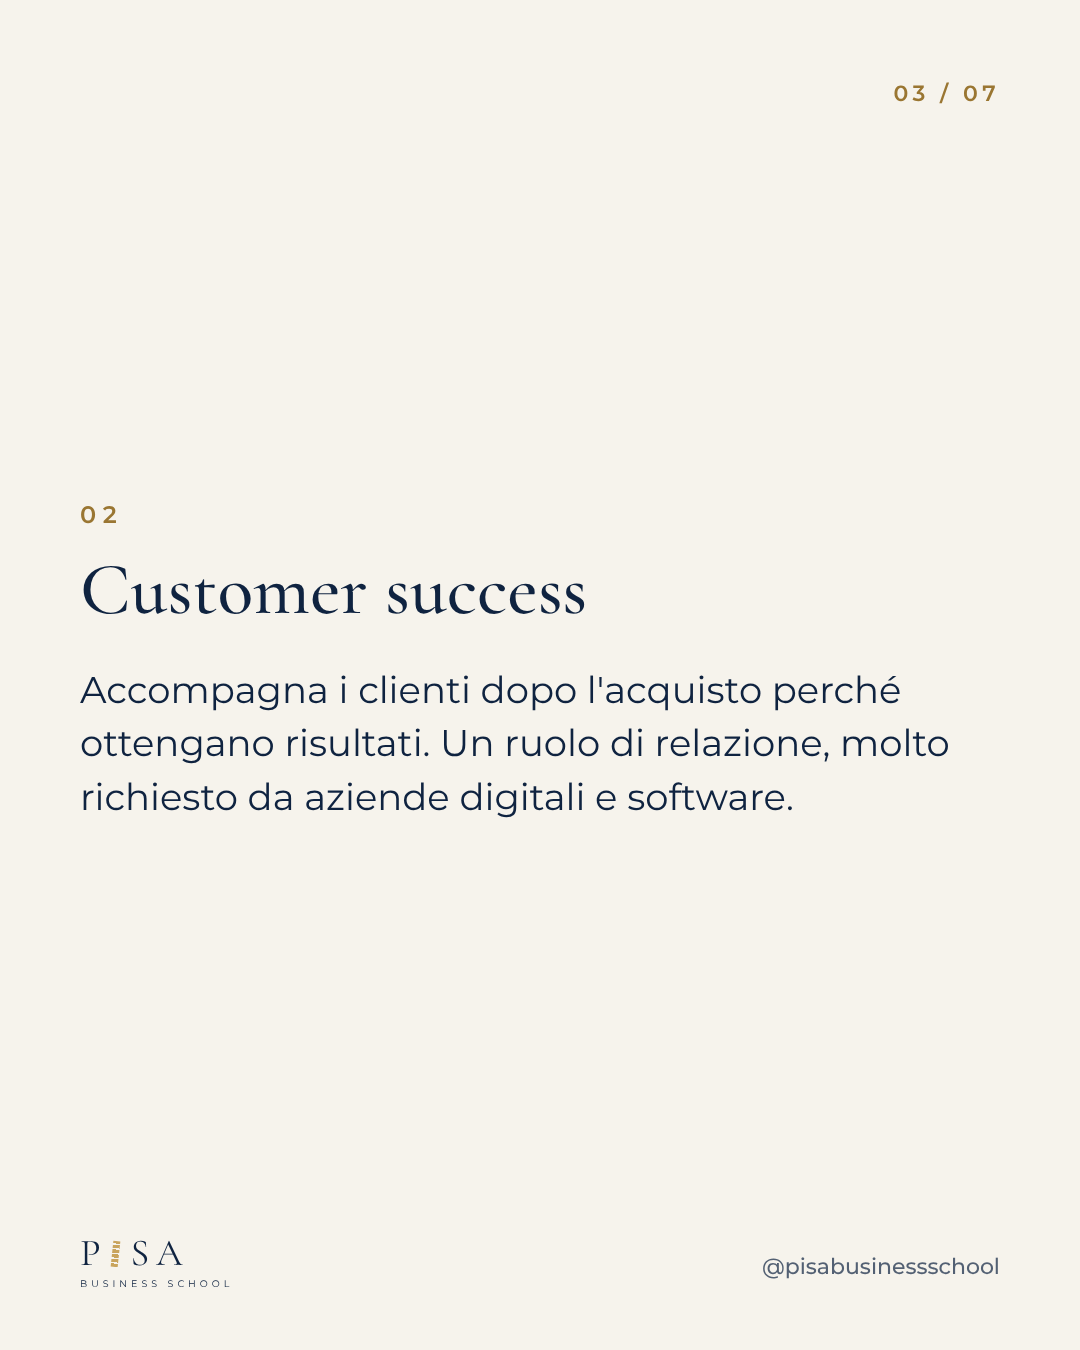 03 / 07
02
Customer success
Accompagna i clienti dopo l'acquisto perché
ottengano risultati. Un ruolo di relazione, molto
richiesto da aziende digitali e software.
PISA
BUSINESS SCHOOL
@pisabusinessschool